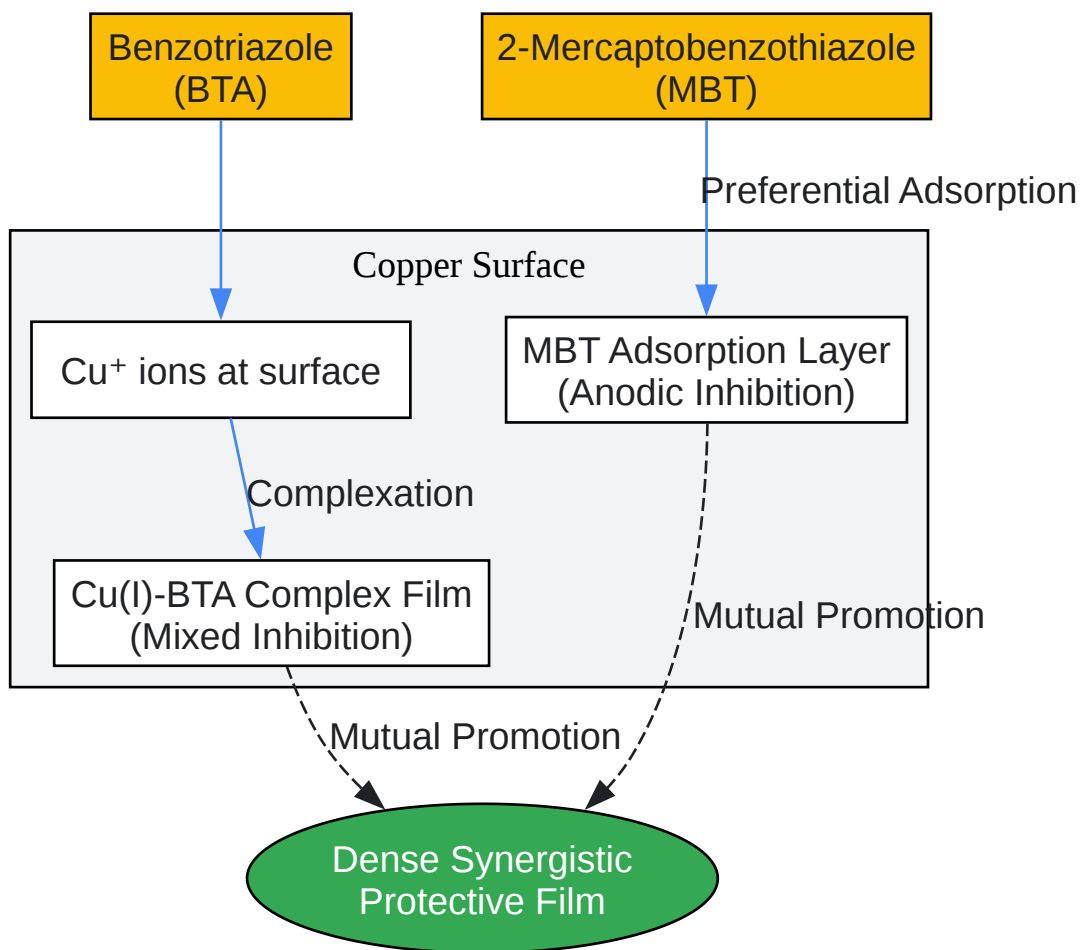 Benzotriazole
(BTA)
2-Mercaptobenzothiazole
(MBT)
Preferential Adsorption
Copper Surface
Cu⁺ ions at surface
MBT Adsorption Layer
(Anodic Inhibition)
Complexation
Cu(I)-BTA Complex Film
(Mixed Inhibition)
Mutual Promotion
Mutual Promotion
Dense Synergistic
Protective Film